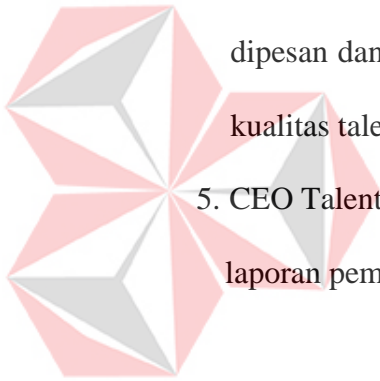 dipesan dan
kualitas tale
5. CEO Talent
laporan pem